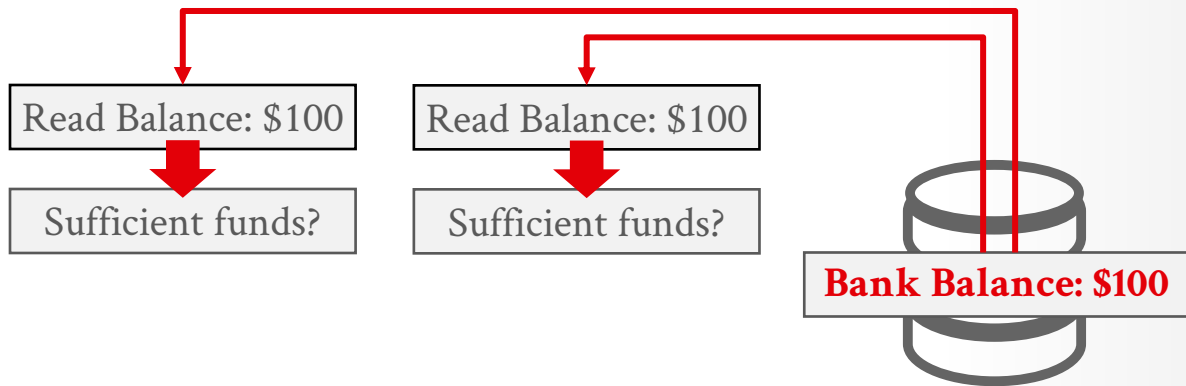 Read Balance: $100
Read Balance: $100
Sufficient funds?
Sufficient funds?
Bank Balance: $100